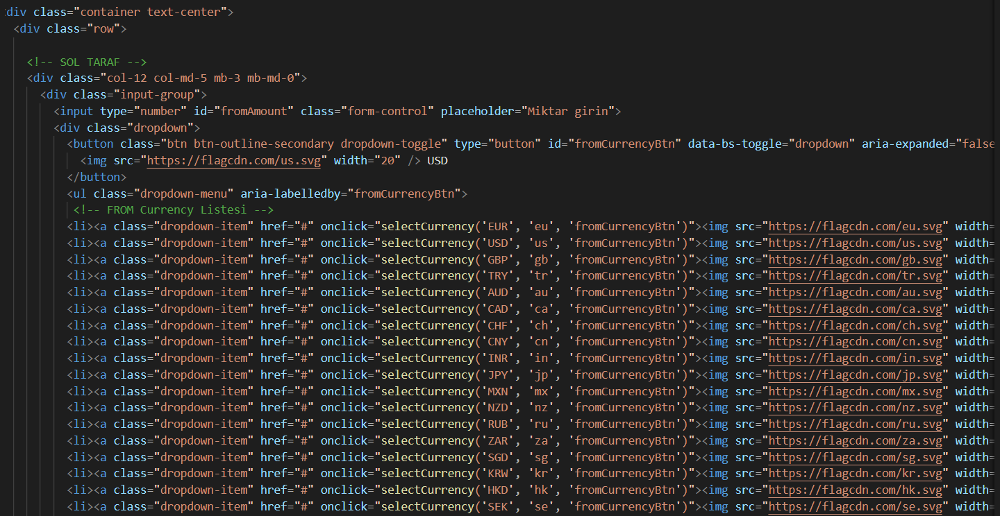 div class="container text-center">
<div class="row">
<!-- SOL TARAF -->
<div class="col-12 col-md-5 mb-3 mb-md-0">
<div class="input-group">
<input type="number" id="fromAmount" class="form-control" placeholder="Miktar girin">
<div class="dropdown">
<button class="btn btn-outline-secondary dropdown-toggle" type="button" id="fromCurrencyBtn" data-bs-toggle="dropdown" aria-expanded="false
<img src="https://flagcdn.com/us.svg" width="20" /> USD
</button>
<ul class="dropdown-menu" aria-labelledby="fromCurrencyBtn">
<!-- FROM Currency Listesi -->
<li><a class="dropdown-item" href="#" onclick="selectCurrency('EUR', 'eu', 'fromCurrencyBtn')"><img src="https://flagcdn.com/eu.svg" width=
<li><a class="dropdown-item" href="#" onclick="selectCurrency('USD', 'us', 'fromCurrencyBtn')"><img src="https://flagcdn.com/us.svg" width=
<li><a class="dropdown-item" href="#" onclick="selectCurrency('GBP', 'gb', 'fromCurrencyBtn')"><img src="https://flagcdn.com/gb.svg" width=
<li><a class="dropdown-item" href="#" onclick="selectCurrency('TRY', 'tr', 'fromCurrencyBtn')"><img src="https://flagcdn.com/tr.svg" width=
<li><a class="dropdown-item" href="#" onclick="selectCurrency('AUD', 'au', 'fromCurrencyBtn')"><img src="https://flagcdn.com/au.svg" width=
<li><a class="dropdown-item" href="#" onclick="selectCurrency('CAD', 'ca', 'fromCurrencyBtn')"><img src="https://flagcdn.com/ca.svg" width=
<li><a class="dropdown-item" href="#" onclick="selectCurrency('CHF', 'ch', 'fromCurrencyBtn')"><img src="https://flagcdn.com/ch.svg" width=
<li><a class="dropdown-item" href="#" onclick="selectCurrency('CNY', 'cn', 'fromCurrencyBtn')"><img src="https://flagcdn.com/cn.svg" width=
<li><a class="dropdown-item" href="#" onclick="selectCurrency('INR', 'in', 'fromCurrencyBtn')"><img src="https://flagcdn.com/in.svg" width=
<li><a class="dropdown-item" href="#" onclick="selectCurrency('JPY', 'jp', 'fromCurrencyBtn')"><img src="https://flagcdn.com/jp.svg" width=
<li><a class="dropdown-item" href="#" onclick="selectCurrency('MXN', 'mx', 'fromCurrencyBtn')"><img src="https://flagcdn.com/mx.svg" width=
<li><a class="dropdown-item" href="#" onclick="selectCurrency('NZD', 'nz', 'fromCurrencyBtn')"><img src="https://flagcdn.com/nz.svg" width=
<li><a class="dropdown-item" href="#" onclick="selectCurrency('RUB', 'ru', 'fromCurrencyBtn')"><img src="https://flagcdn.com/ru.svg" width=
<li><a class="dropdown-item" href="#" onclick="selectCurrency('ZAR', 'za', 'fromCurrencyBtn')"><img src="https://flagcdn.com/za.svg" width=
<li><a class="dropdown-item" href="#" onclick="selectCurrency('SGD', 'sg', 'fromCurrencyBtn')"><img src="https://flagcdn.com/sg.svg" width=
<li><a class="dropdown-item" href="#" onclick="selectCurrency('KRW', 'kr', 'fromCurrencyBtn')"><img src="https://flagcdn.com/kr.svg" width=
<li><a class="dropdown-item" href="#" onclick="selectCurrency('HKD', 'hk', 'fromCurrencyBtn')"><img src="https://flagcdn.com/hk.svg" width=
<li><a class="dropdown-item" href="#" onclick="selectCurrency('SEK', 'se', 'fromCurrencyBtn')"><img src="https://flagcdn.com/se.svg" width=